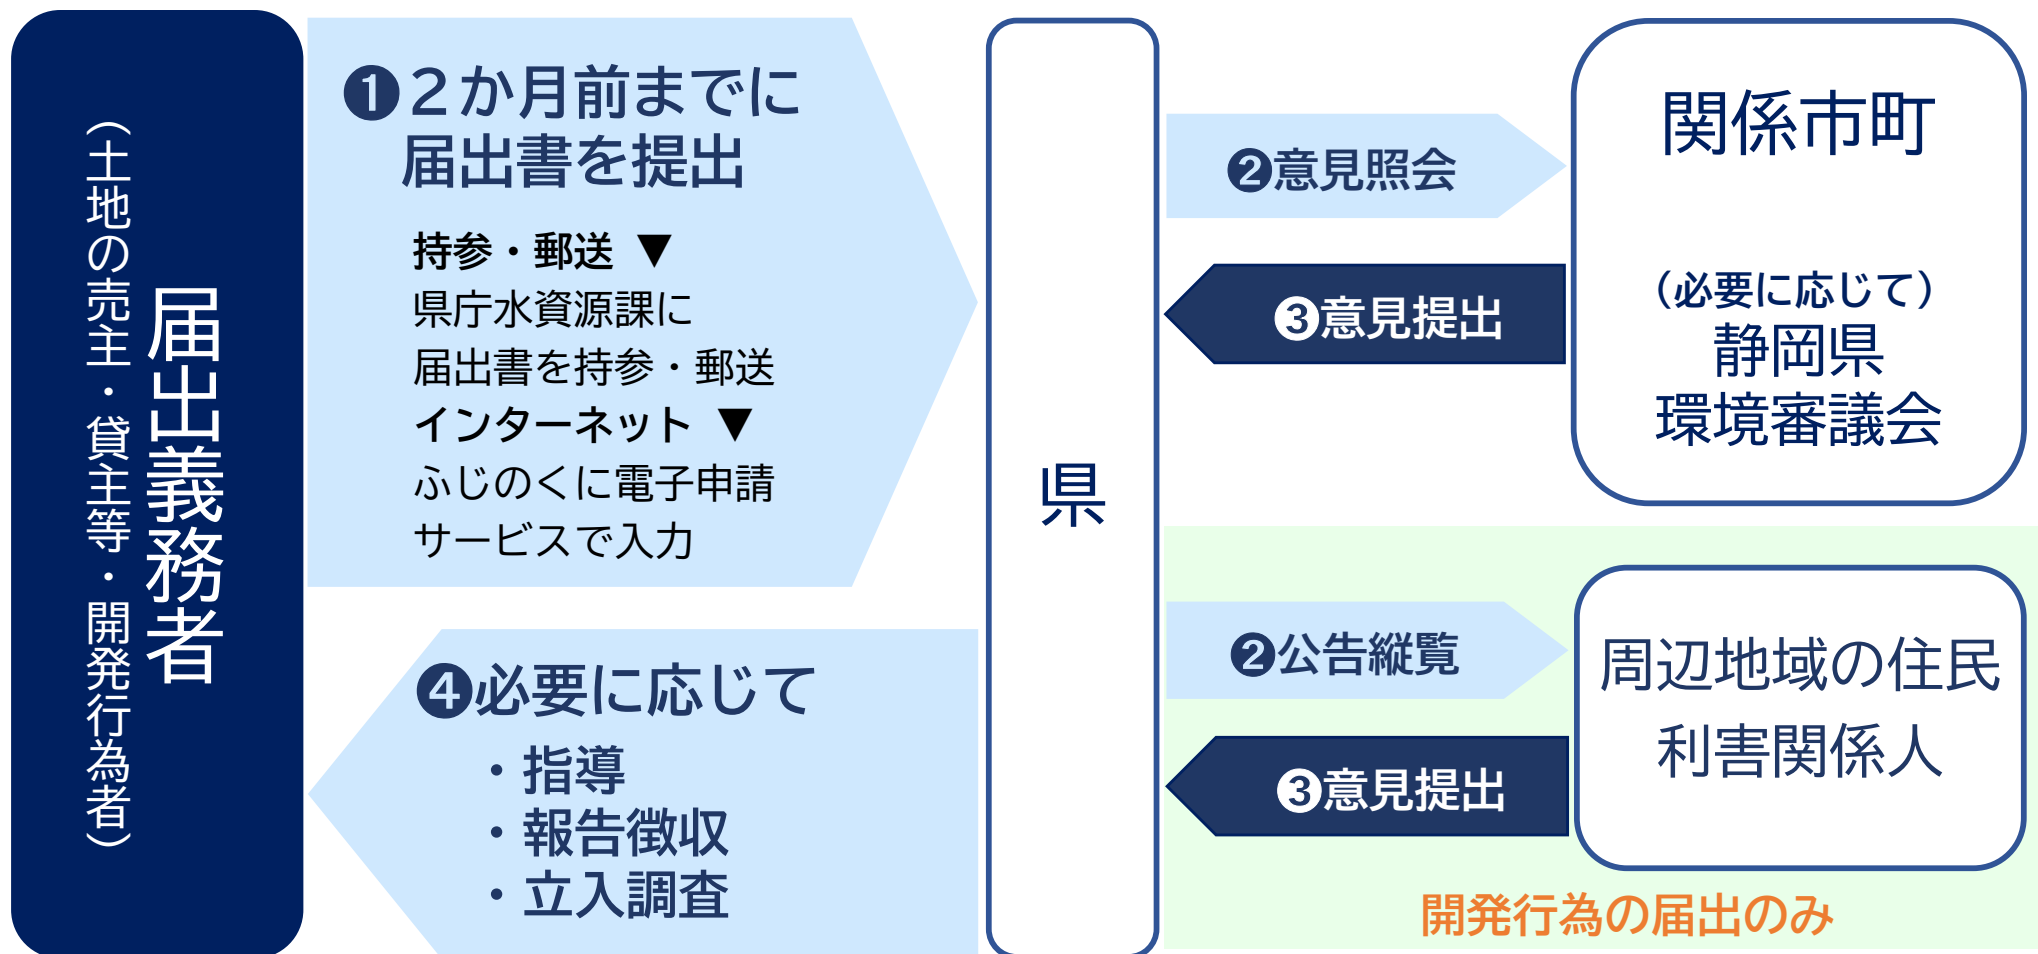 届出義務者
（土地の売主・貸主等・開発行為者）
❶２か月前までに
届出書を提出
持参・郵送 ▼
県庁水資源課に
届出書を持参・郵送
インターネット ▼
ふじのくに電子申請
サービスで入力
❹必要に応じて
・指導
・報告徴収
・立入調査
県
❷意見照会
❸意見提出
関係市町
（必要に応じて）
静岡県
環境審議会
❷公告縦覧
❸意見提出
周辺地域の住民
利害関係人
開発行為の届出のみ